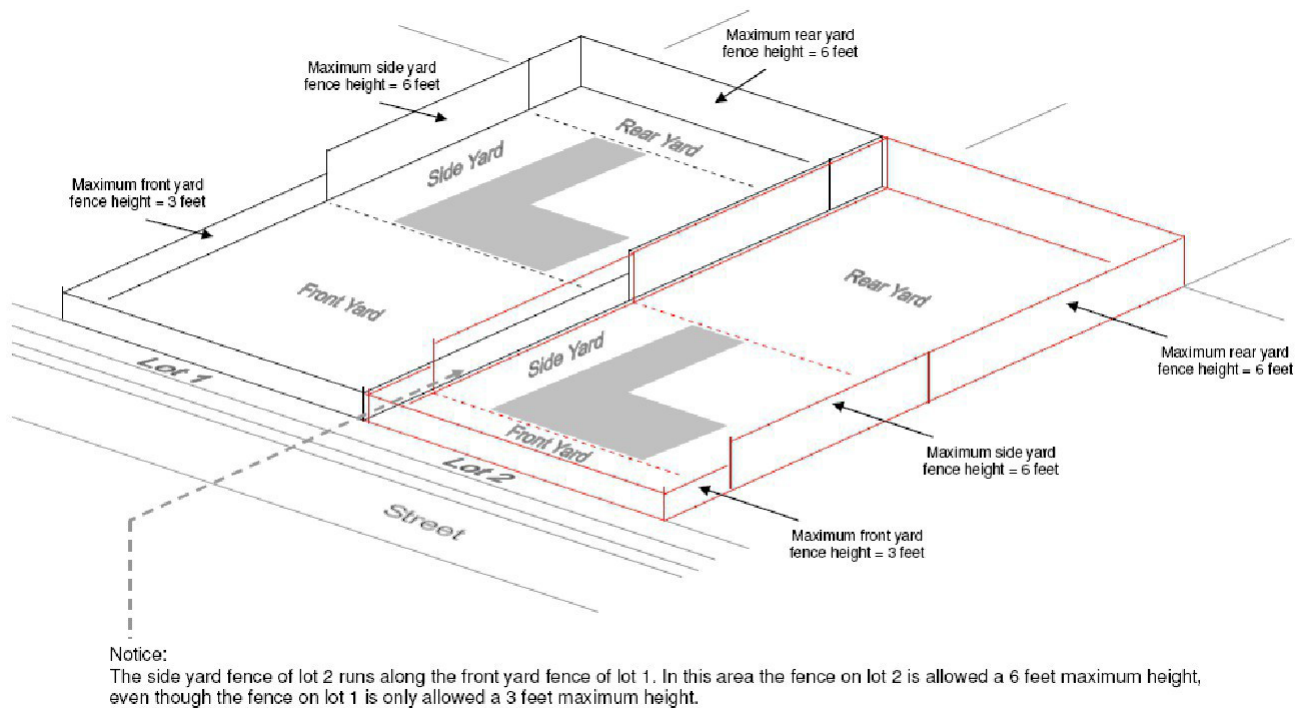 Maximum rear yard
fence height = 6 feet
Maximum side yard
fence height = 6 feet
Maximum front yard
fence height = 3 feet
Rear Yard
Side Yard
Front Yard
Lot 1
Rear Yard
Side Yard
Front Yard
Lot 2
Street
Maximum rear yard
fence height = 6 feet
Maximum side yard
fence height = 6 feet
Maximum front yard
fence height = 3 feet
Notice:
The side yard fence of lot 2 runs along the front yard fence of lot 1. In this area the fence on lot 2 is allowed a 6 feet maximum height,
even though the fence on lot 1 is only allowed a 3 feet maximum height.